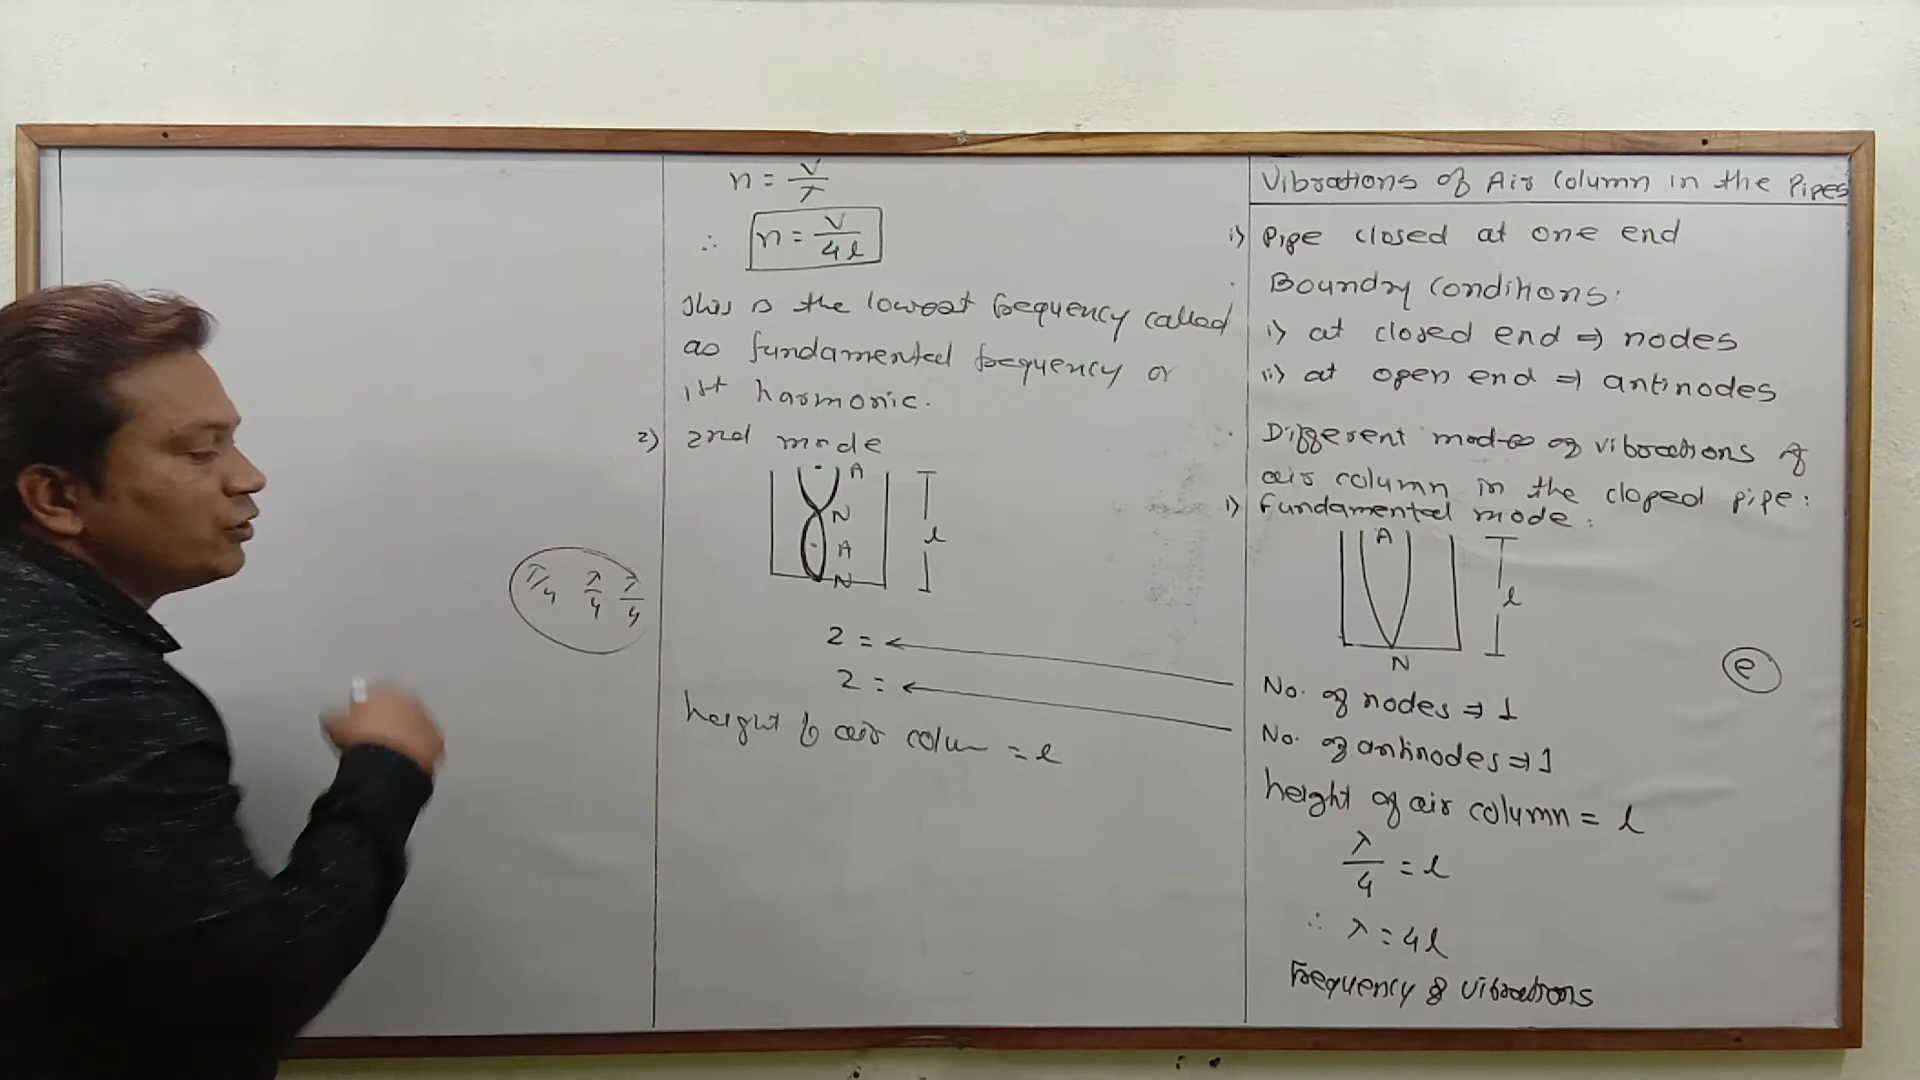 Vibrations of Air Column in the Pipes
i) Pipe closed at one end
Boundry Conditions:
i) at closed end ⇒ nodes
ii) at open end ⇒ antinodes
Different modes of vibrations of
air column in the cloped pipe:
1) Fundamental mode:
A
l
N
e
No. of nodes ⇒ 1
No. of antinodes ⇒ 1
height of air column = l
λ/4 = l
∴ λ = 4l
Frequency of vibrations
n = V/λ
∴ n = V/4l
This is the lowest frequency called
as fundamental frequency or
1st harmonic.
2) 2nd mode
A
N
A
N
l
λ/4 λ/4 λ/4
2 =
2 =
height of air colum = l